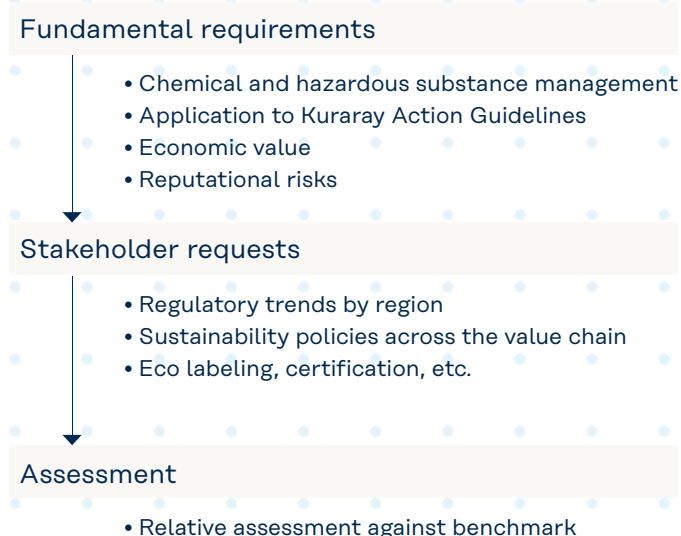 Fundamental requirements
• Chemical and hazardous substance management
• Application to Kuraray Action Guidelines
• Economic value
• Reputational risks
Stakeholder requests
• Regulatory trends by region
• Sustainability policies across the value chain
• Eco labeling, certification, etc.
Assessment
• Relative assessment against benchmark